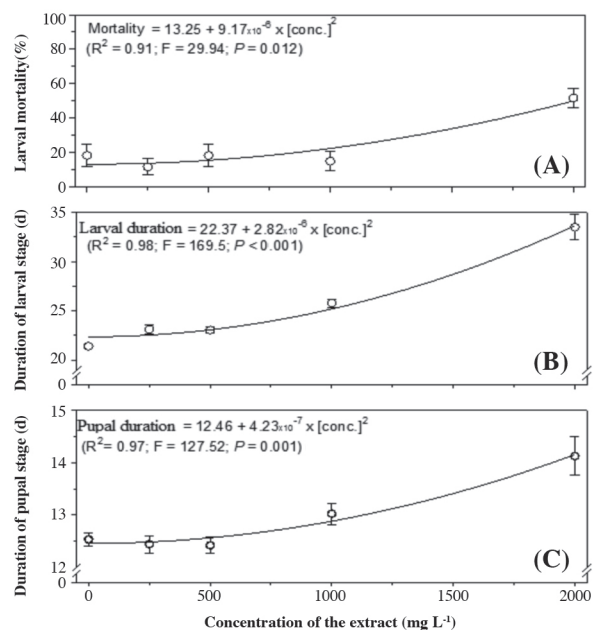 100
80
60
40
20
0
Larval mortality(%)
Mortality = 13.25 + 9.17x10⁻⁶ x [conc.]²
(R² = 0.91; F = 29.94; P = 0.012)
(A)
35
30
25
20
0
Duration of larval stage (d)
Larval duration = 22.37 + 2.82x10⁻⁶ x [conc.]²
(R² = 0.98; F = 169.5; P <0.001)
(B)
15
14
13
12
0
Duration of pupal stage (d)
Pupal duration = 12.46 + 4.23x10⁻⁷ x [conc.]²
(R²= 0.97; F = 127.52; P = 0.001)
(C)
0 500 1000 1500 2000
Concentration of the extract (mg L⁻¹)